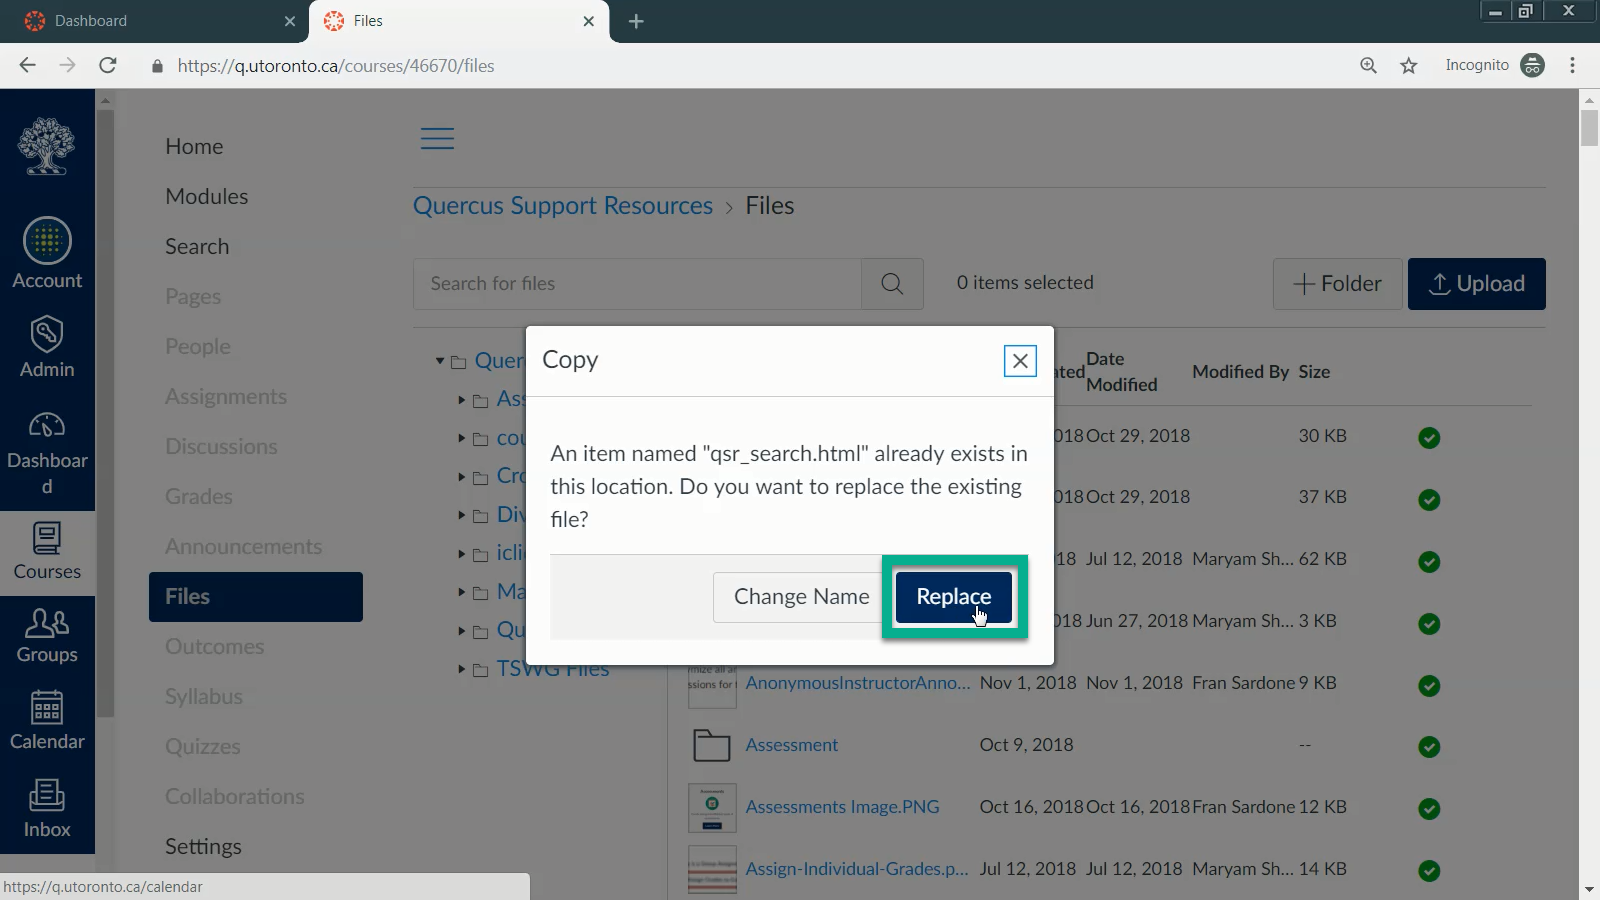 Dashboard
Files
https://q.utoronto.ca/courses/46670/files
Incognito
Account
Admin
Dashboar
d
Courses
Groups
Calendar
Inbox
Home
Modules
Search
Pages
People
Assignments
Discussions
Grades
Announcements
Files
Outcomes
Syllabus
Quizzes
Collaborations
Settings
Quercus Support Resources > Files
Search for files
0 items selected
Folder
Upload
Copy
An item named "qsr_search.html" already exists in
this location. Do you want to replace the existing
file?
Change Name
Replace
Quer
Ass
cou
Cro
Div
icli
Ma
Qu
TSWG Files
ated Date Modified Modified By Size
018 Oct 29, 2018 30 KB
018 Oct 29, 2018 37 KB
18 Jul 12, 2018 Maryam Sh... 62 KB
018 Jun 27, 2018 Maryam Sh... 3 KB
AnonymousInstructorAnno... Nov 1, 2018 Nov 1, 2018 Fran Sardone 9 KB
Assessment Oct 9, 2018 --
Assessments Image.PNG Oct 16, 2018 Oct 16, 2018 Fran Sardone 12 KB
Assign-Individual-Grades.p... Jul 12, 2018 Jul 12, 2018 Maryam Sh... 14 KB
https://q.utoronto.ca/calendar